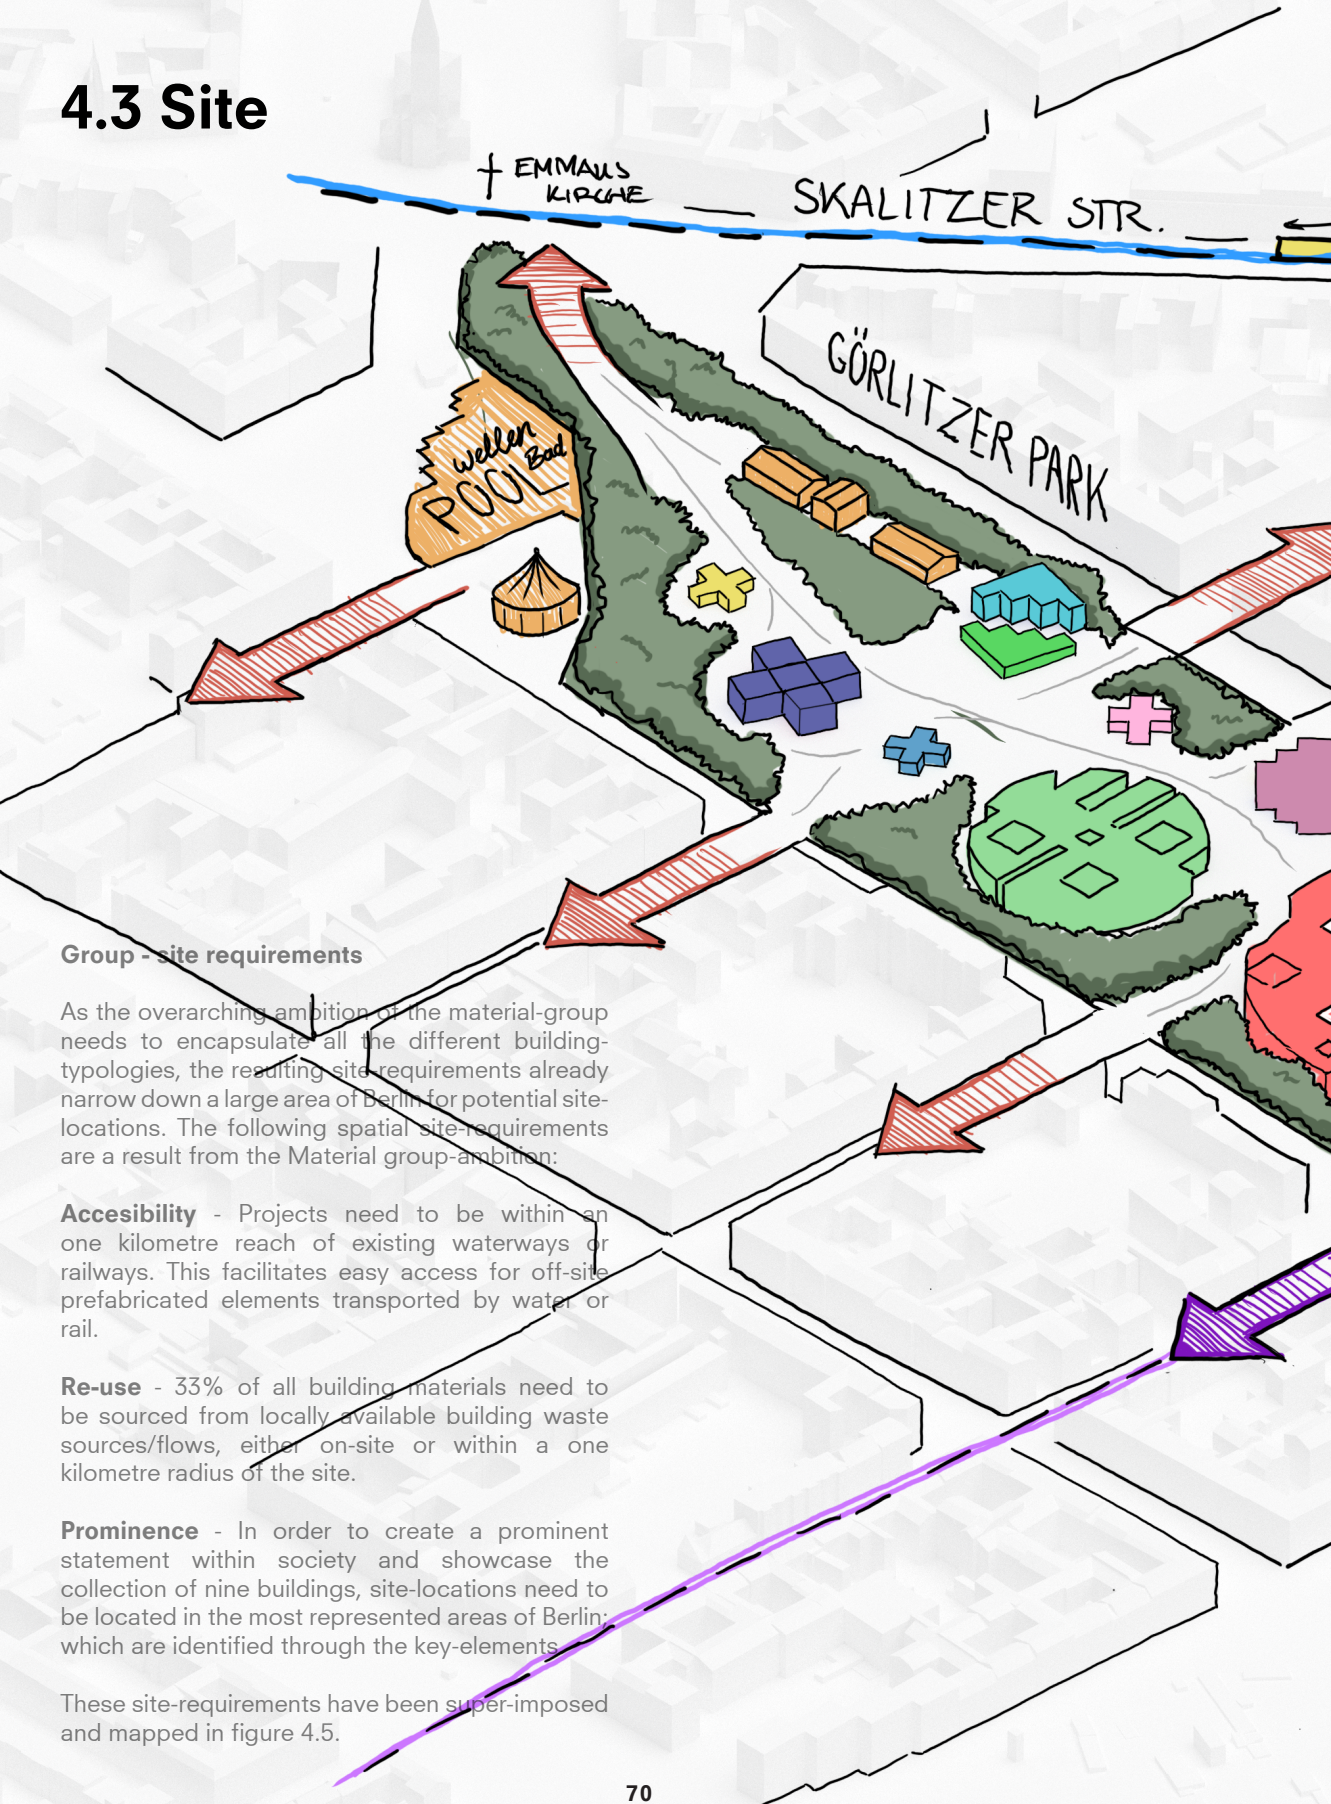 4.3 Site
EMMAUS
KIRCHE
SKALITZER STR.
GÖRLITZER PARK
wellen
Bad
POOL
Group - site requirements
As the overarching ambition of the material-group
needs to encapsulate all the different building-
typologies, the resulting site-requirements already
narrow down a large area of Berlin for potential site-
locations. The following spatial site-requirements
are a result from the Material group-ambition:
Accesibility - Projects need to be within an
one kilometre reach of existing waterways or
railways. This facilitates easy access for off-site
prefabricated elements transported by water or
rail.
Re-use - 33% of all building materials need to
be sourced from locally available building waste
sources/flows, either on-site or within a one
kilometre radius of the site.
Prominence - In order to create a prominent
statement within society and showcase the
collection of nine buildings, site-locations need to
be located in the most represented areas of Berlin;
which are identified through the key-elements.
These site-requirements have been super-imposed
and mapped in figure 4.5.
70